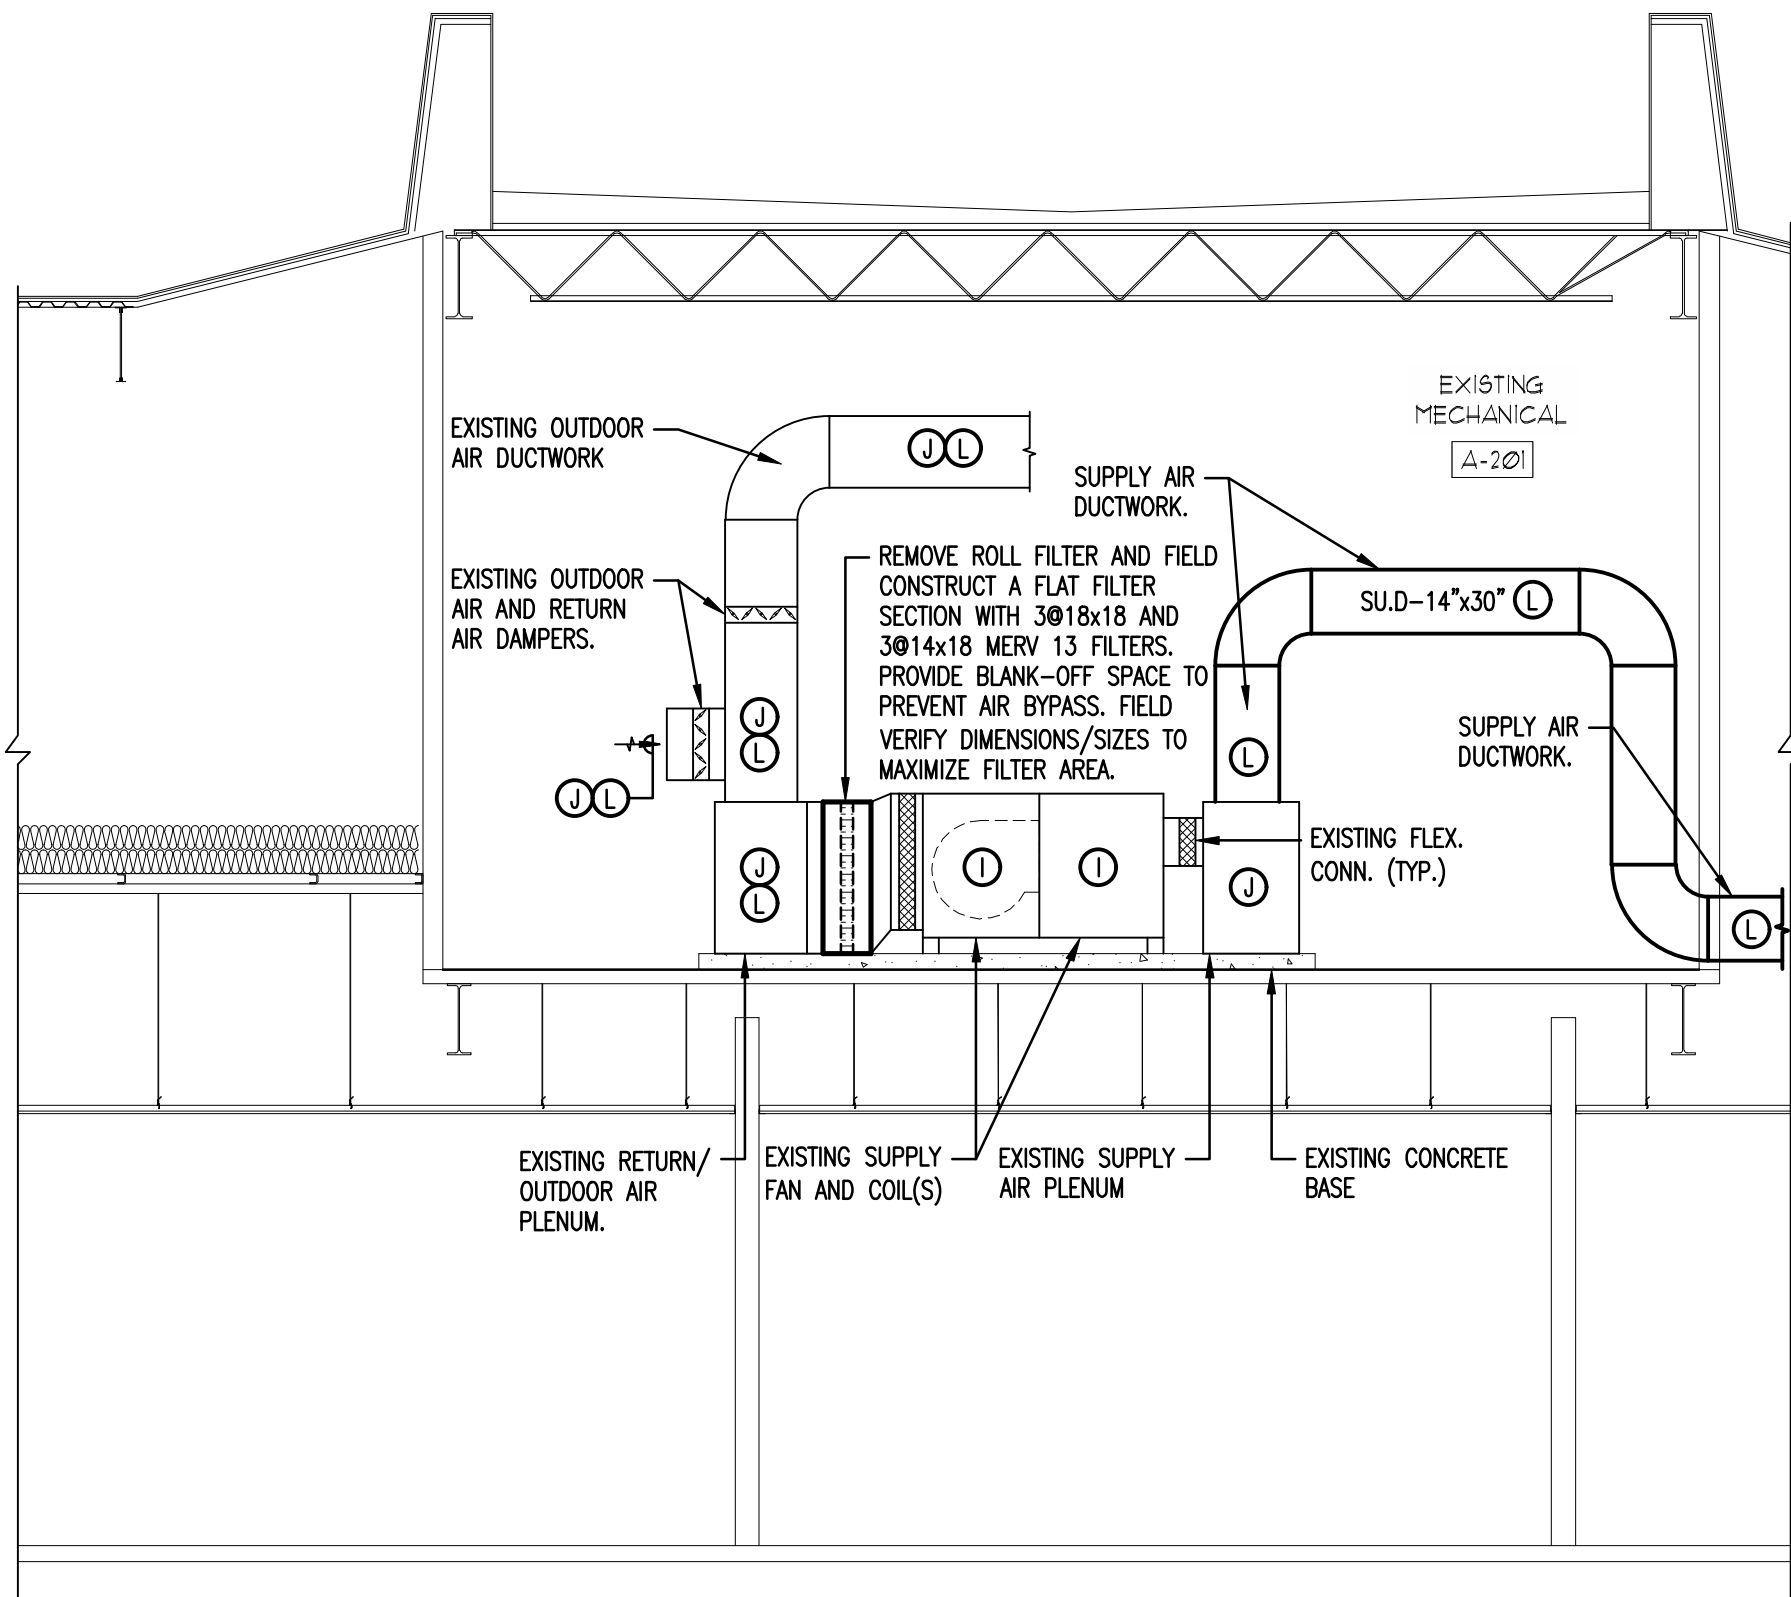 EXISTING
MECHANICAL
A-201
EXISTING OUTDOOR
AIR DUCTWORK
J L
SUPPLY AIR
DUCTWORK.
REMOVE ROLL FILTER AND FIELD
CONSTRUCT A FLAT FILTER
SECTION WITH 3@18x18 AND
3@14x18 MERV 13 FILTERS.
PROVIDE BLANK-OFF SPACE TO
PREVENT AIR BYPASS. FIELD
VERIFY DIMENSIONS/SIZES TO
MAXIMIZE FILTER AREA.
EXISTING OUTDOOR
AIR AND RETURN
AIR DAMPERS.
SU.D-14"x30" L
J
L
L
SUPPLY AIR
DUCTWORK.
J L
EXISTING FLEX.
CONN. (TYP.)
J
L
I
I
J
L
EXISTING RETURN/
OUTDOOR AIR
PLENUM.
EXISTING SUPPLY
FAN AND COIL(S)
EXISTING SUPPLY
AIR PLENUM
EXISTING CONCRETE
BASE